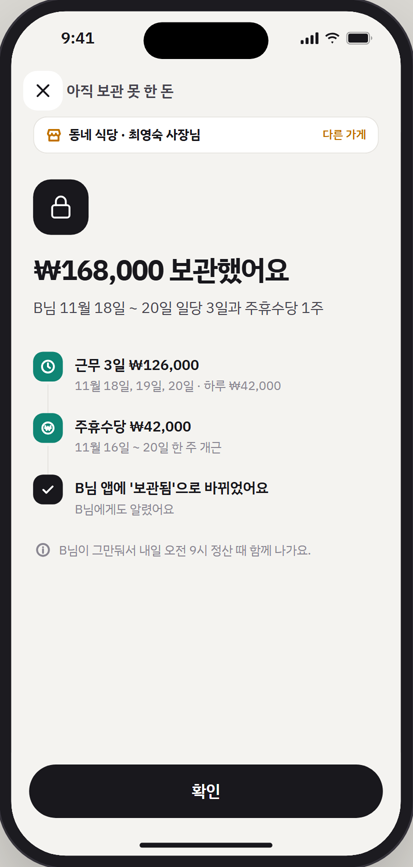 9:41
아직 보관 못 한 돈
동네 식당 · 최영숙 사장님
다른 가게
₩168,000 보관했어요
B님 11월 18일 ~ 20일 일당 3일과 주휴수당 1주
근무 3일 ₩126,000
11월 18일, 19일, 20일 · 하루 ₩42,000
주휴수당 ₩42,000
11월 16일 ~ 20일 한 주 개근
B님 앱에 '보관됨'으로 바뀌었어요
B님에게도 알렸어요
B님이 그만둬서 내일 오전 9시 정산 때 함께 나가요.
확인